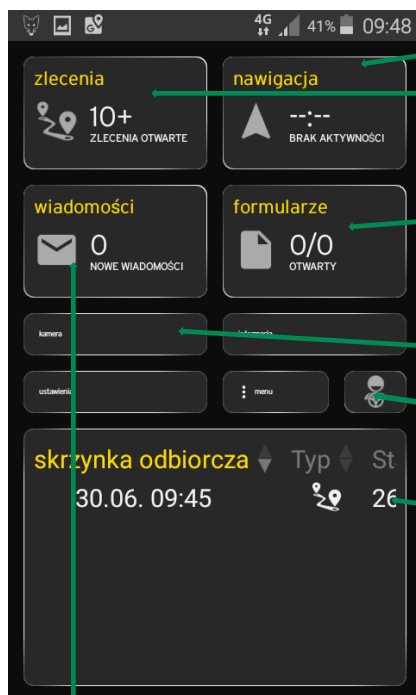 4G 41% 09:48
zlecenia
10+
ZLECENIA OTWARTE
nawigacja
--:--
BRAK AKTYWNOŚCI
wiadomości
0
NOWE WIADOMOŚCI
formularze
0/0
OTWARTY
kamera
informacja
ustawienia
menu
skrzynka odbiorcza Typ St
30.06. 09:45 26